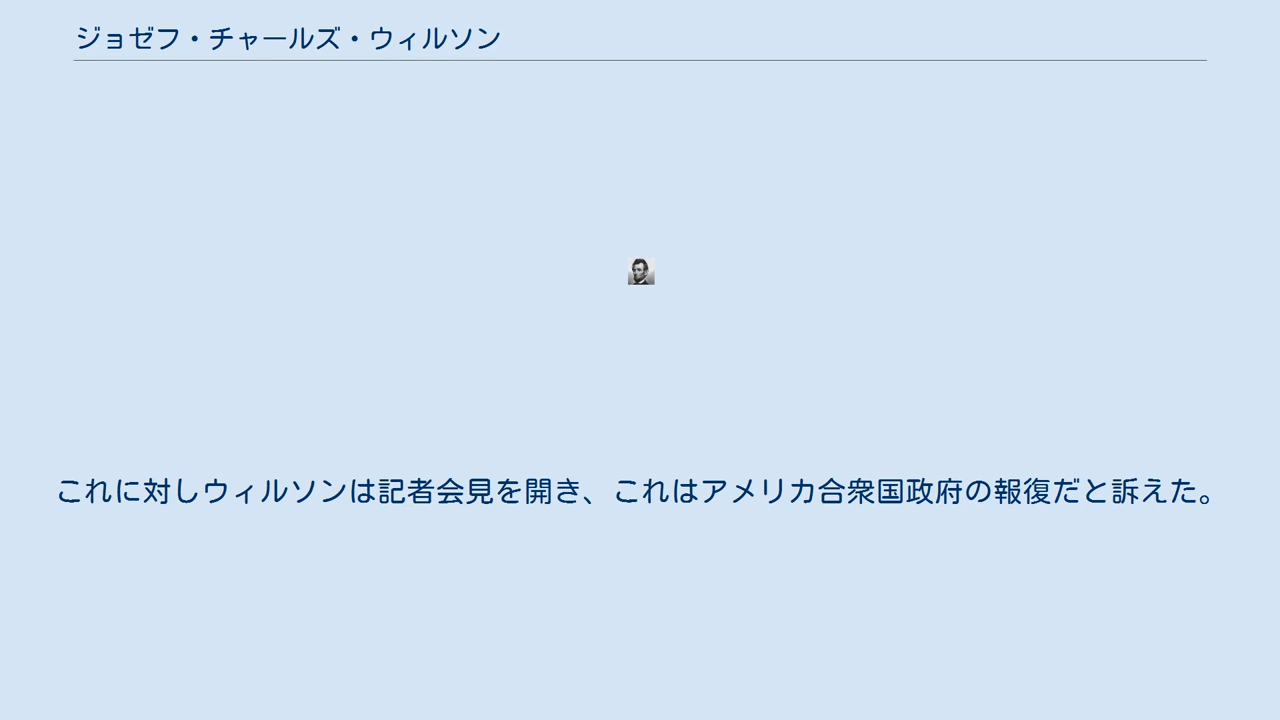 ジョゼフ・チャールズ・ウィルソン
これに対しウィルソンは記者会見を開き、これはアメリカ合衆国政府の報復だと訴えた。